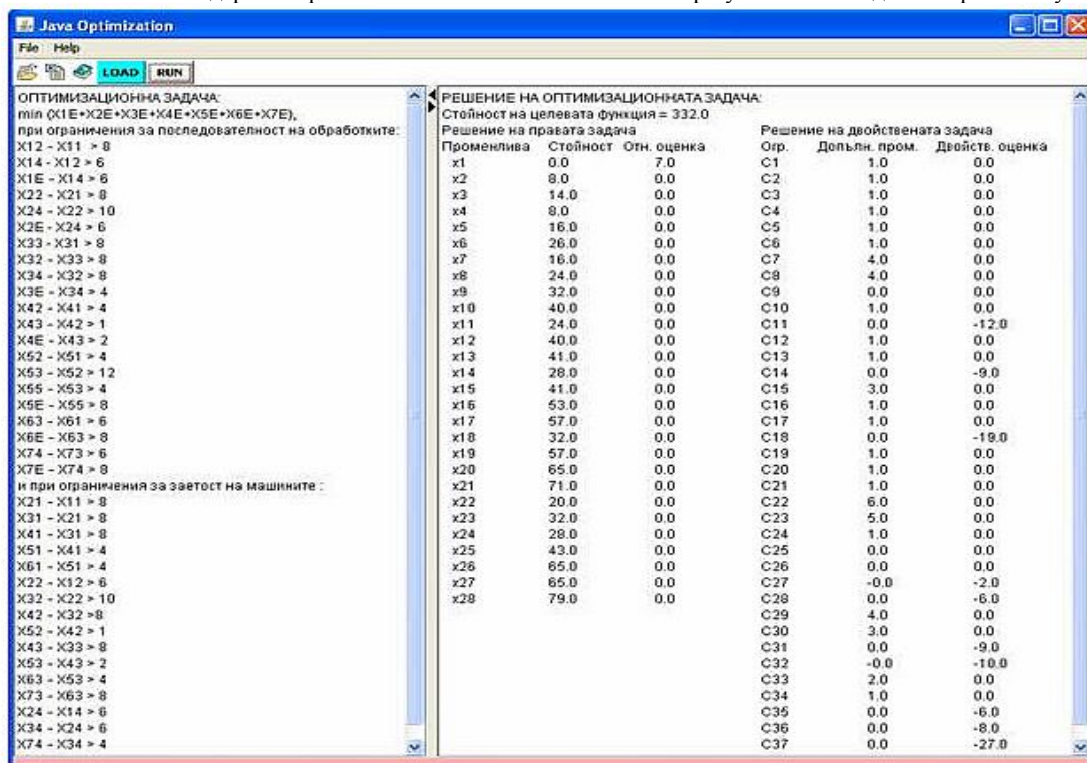 Java Optimization
File Help
LOAD RUN
ОПТИМИЗАЦИОННА ЗАДАЧА:
min (X1E+X2E+X3E+X4E+X5E+X6E+X7E),
при ограничения за последователност на обработките:
X12 - X11 > 8
X14 - X12 > 6
X1E - X14 > 6
X22 - X21 > 8
X24 - X22 > 10
X2E - X24 > 6
X33 - X31 > 8
X32 - X33 > 8
X34 - X32 > 8
X3E - X34 > 4
X42 - X41 > 4
X43 - X42 > 1
X4E - X43 > 2
X52 - X51 > 4
X53 - X52 > 12
X55 - X53 > 4
X5E - X55 > 8
X63 - X61 > 6
X6E - X63 > 8
X74 - X73 > 6
X7E - X74 > 8
и при ограничения за заетост на машините :
X21 - X11 > 8
X31 - X21 > 8
X41 - X31 > 8
X51 - X41 > 4
X61 - X51 > 4
X22 - X12 > 6
X32 - X22 > 10
X42 - X32 >8
X52 - X42 > 1
X43 - X33 > 8
X53 - X43 > 2
X63 - X53 > 4
X73 - X63 > 8
X24 - X14 > 6
X34 - X24 > 6
X74 - X34 > 4
РЕШЕНИЕ НА ОПТИМИЗАЦИОННАТА ЗАДАЧА:
Стойност на целевата функция = 332.0
Решение на правата задача Решение на двойствената задача
Променлива Стойност Отн. оценка Огр. Допълн. пром. Двойств. оценка
x1 0.0 7.0 C1 1.0 0.0
x2 8.0 0.0 C2 1.0 0.0
x3 14.0 0.0 C3 1.0 0.0
x4 8.0 0.0 C4 1.0 0.0
x5 16.0 0.0 C5 1.0 0.0
x6 26.0 0.0 C6 1.0 0.0
x7 16.0 0.0 C7 4.0 0.0
x8 24.0 0.0 C8 4.0 0.0
x9 32.0 0.0 C9 0.0 0.0
x10 40.0 0.0 C10 1.0 0.0
x11 24.0 0.0 C11 0.0 -12.0
x12 40.0 0.0 C12 1.0 0.0
x13 41.0 0.0 C13 1.0 0.0
x14 28.0 0.0 C14 0.0 -9.0
x15 41.0 0.0 C15 3.0 0.0
x16 53.0 0.0 C16 1.0 0.0
x17 57.0 0.0 C17 1.0 0.0
x18 32.0 0.0 C18 0.0 -19.0
x19 57.0 0.0 C19 1.0 0.0
x20 65.0 0.0 C20 1.0 0.0
x21 71.0 0.0 C21 1.0 0.0
x22 20.0 0.0 C22 6.0 0.0
x23 32.0 0.0 C23 5.0 0.0
x24 28.0 0.0 C24 1.0 0.0
x25 43.0 0.0 C25 0.0 0.0
x26 65.0 0.0 C26 0.0 0.0
x27 65.0 0.0 C27 -0.0 -2.0
x28 79.0 0.0 C28 0.0 -6.0
C29 4.0 0.0
C30 3.0 0.0
C31 0.0 -9.0
C32 -0.0 -10.0
C33 2.0 0.0
C34 1.0 0.0
C35 0.0 -6.0
C36 0.0 -8.0
C37 0.0 -27.0